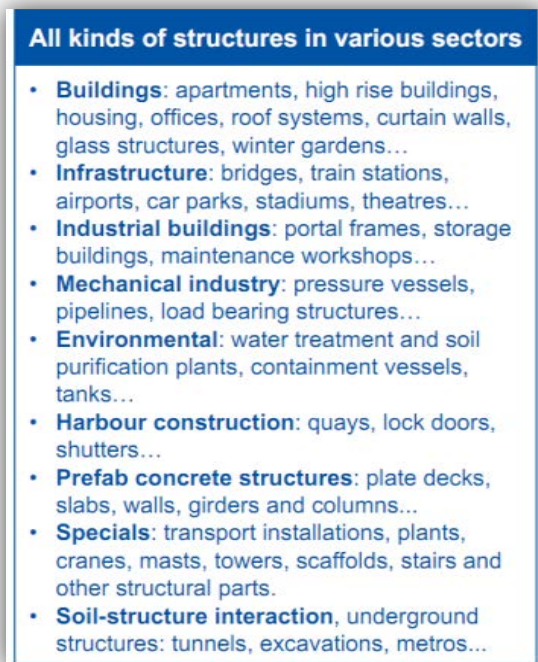 All kinds of structures in various sectors
• Buildings: apartments, high rise buildings,
housing, offices, roof systems, curtain walls,
glass structures, winter gardens…
• Infrastructure: bridges, train stations,
airports, car parks, stadiums, theatres…
• Industrial buildings: portal frames, storage
buildings, maintenance workshops…
• Mechanical industry: pressure vessels,
pipelines, load bearing structures…
• Environmental: water treatment and soil
purification plants, containment vessels,
tanks…
• Harbour construction: quays, lock doors,
shutters…
• Prefab concrete structures: plate decks,
slabs, walls, girders and columns...
• Specials: transport installations, plants,
cranes, masts, towers, scaffolds, stairs and
other structural parts.
• Soil-structure interaction, underground
structures: tunnels, excavations, metros...